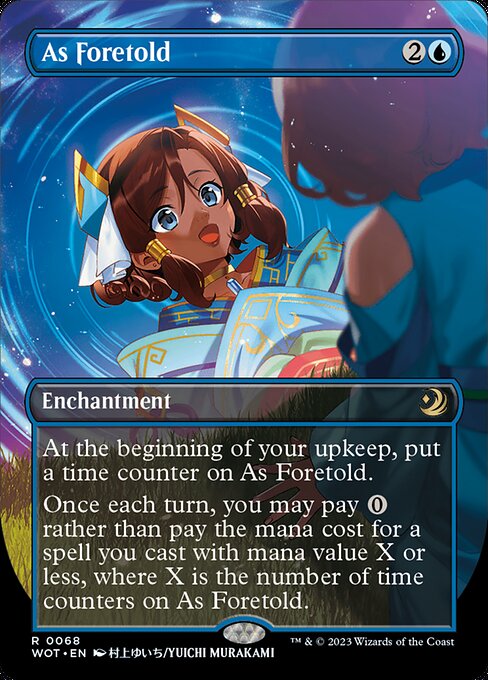 As Foretold 2
Enchantment
At the beginning of your upkeep, put
a time counter on As Foretold.
Once each turn, you may pay 0
rather than pay the mana cost for a
spell you cast with mana value X or
less, where X is the number of time
counters on As Foretold.
R 0068
WOT • EN 村上ゆいち/YUICHI MURAKAMI
™ & © 2023 Wizards of the Coast